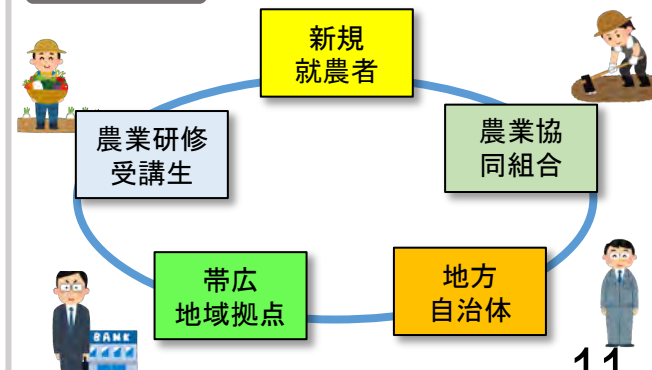 新規
就農者
農業研修
受講生
農業協
同組合
帯広
地域拠点
地方
自治体
BANK
11